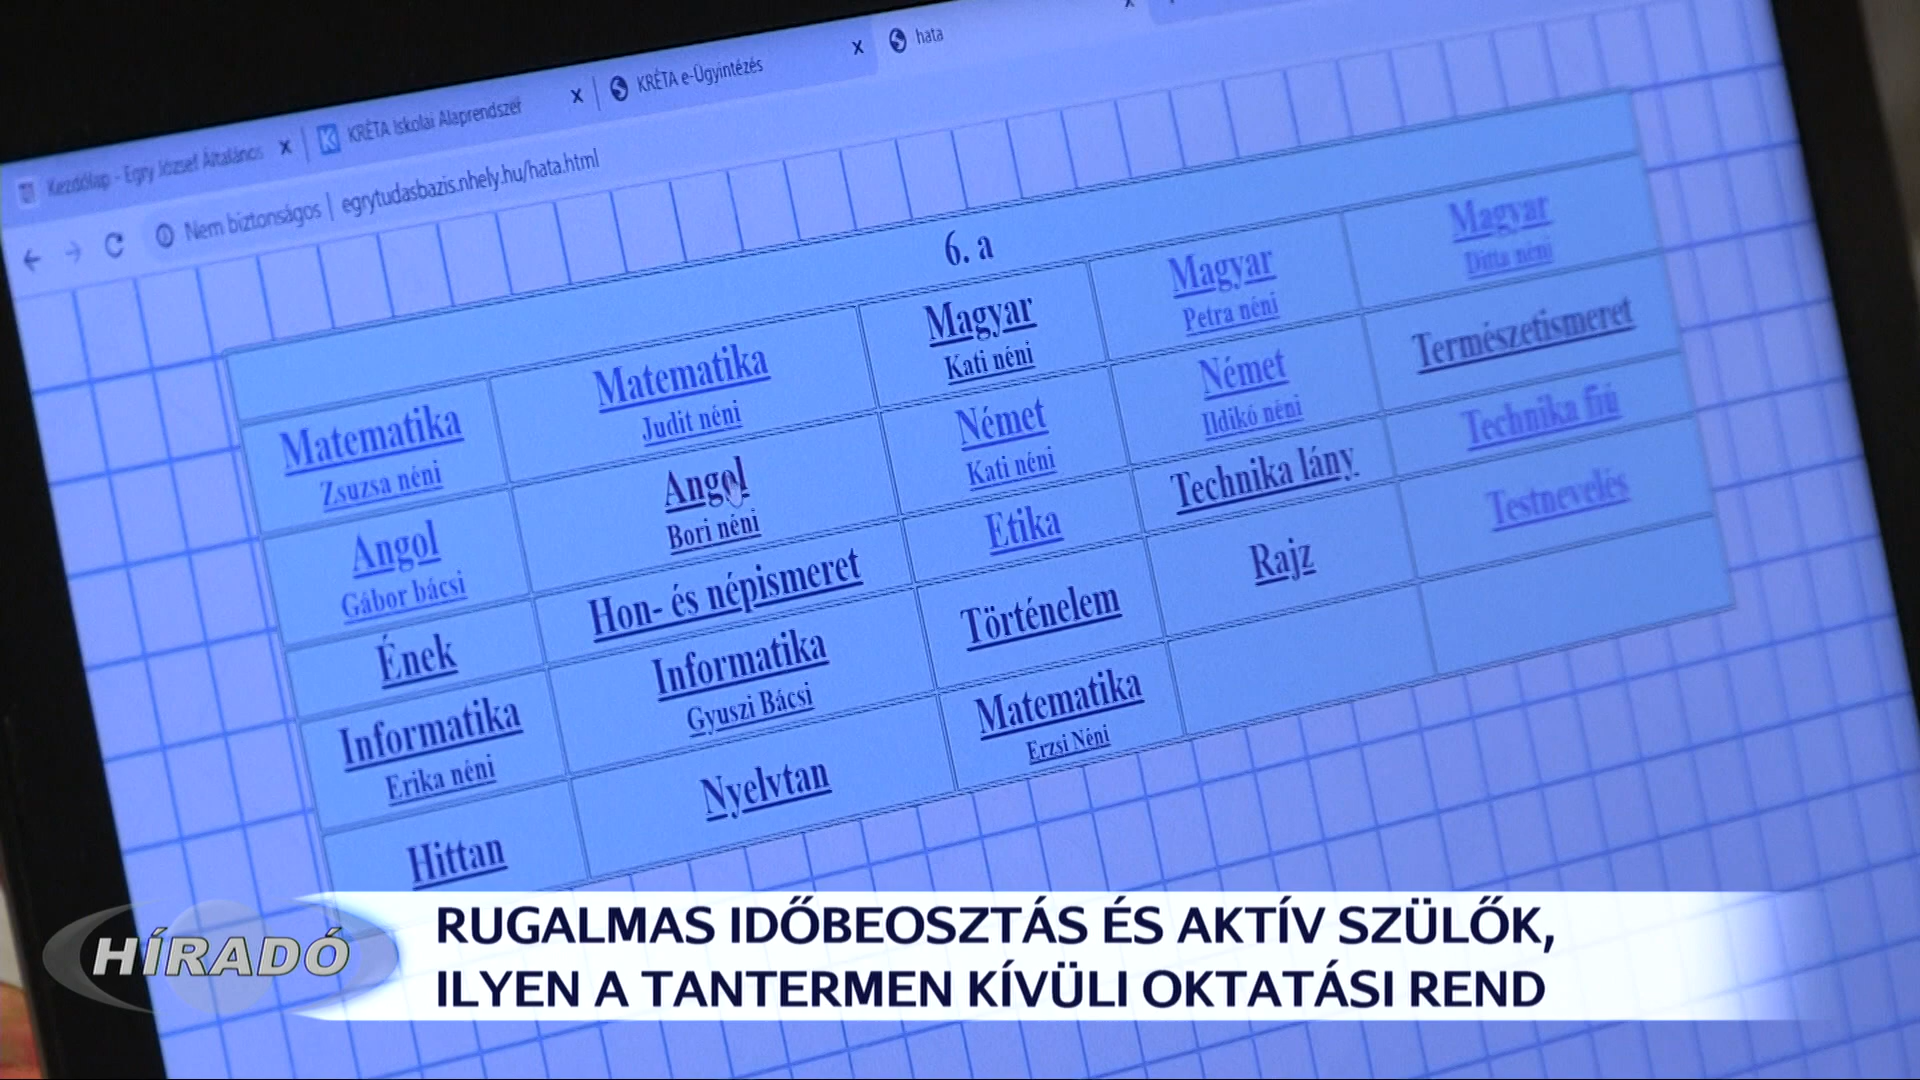 Kezdőlap - Egry József Általános
KRÉTA Iskolai Alaprendszer
KRÉTA e-Ügyintézés
hata
Nem biztonságos | egrytudasbazis.nhely.hu/hata.html
6. a
Matematika
Zsuzsa néni
Matematika
Judit néni
Magyar
Kati néni
Magyar
Petra néni
Magyar
Ditta néni
Angol
Gábor bácsi
Angol
Bori néni
Német
Kati néni
Német
Ildikó néni
Természetismeret
Ének
Hon- és népismeret
Etika
Technika lány
Technika fiú
Informatika
Erika néni
Informatika
Gyuszi Bácsi
Történelem
Rajz
Testnevelés
Hittan
Nyelvtan
Matematika
Erzsi Néni
HÍRADÓ
RUGALMAS IDŐBEOSZTÁS ÉS AKTÍV SZÜLŐK,
ILYEN A TANTERMEN KÍVÜLI OKTATÁSI REND